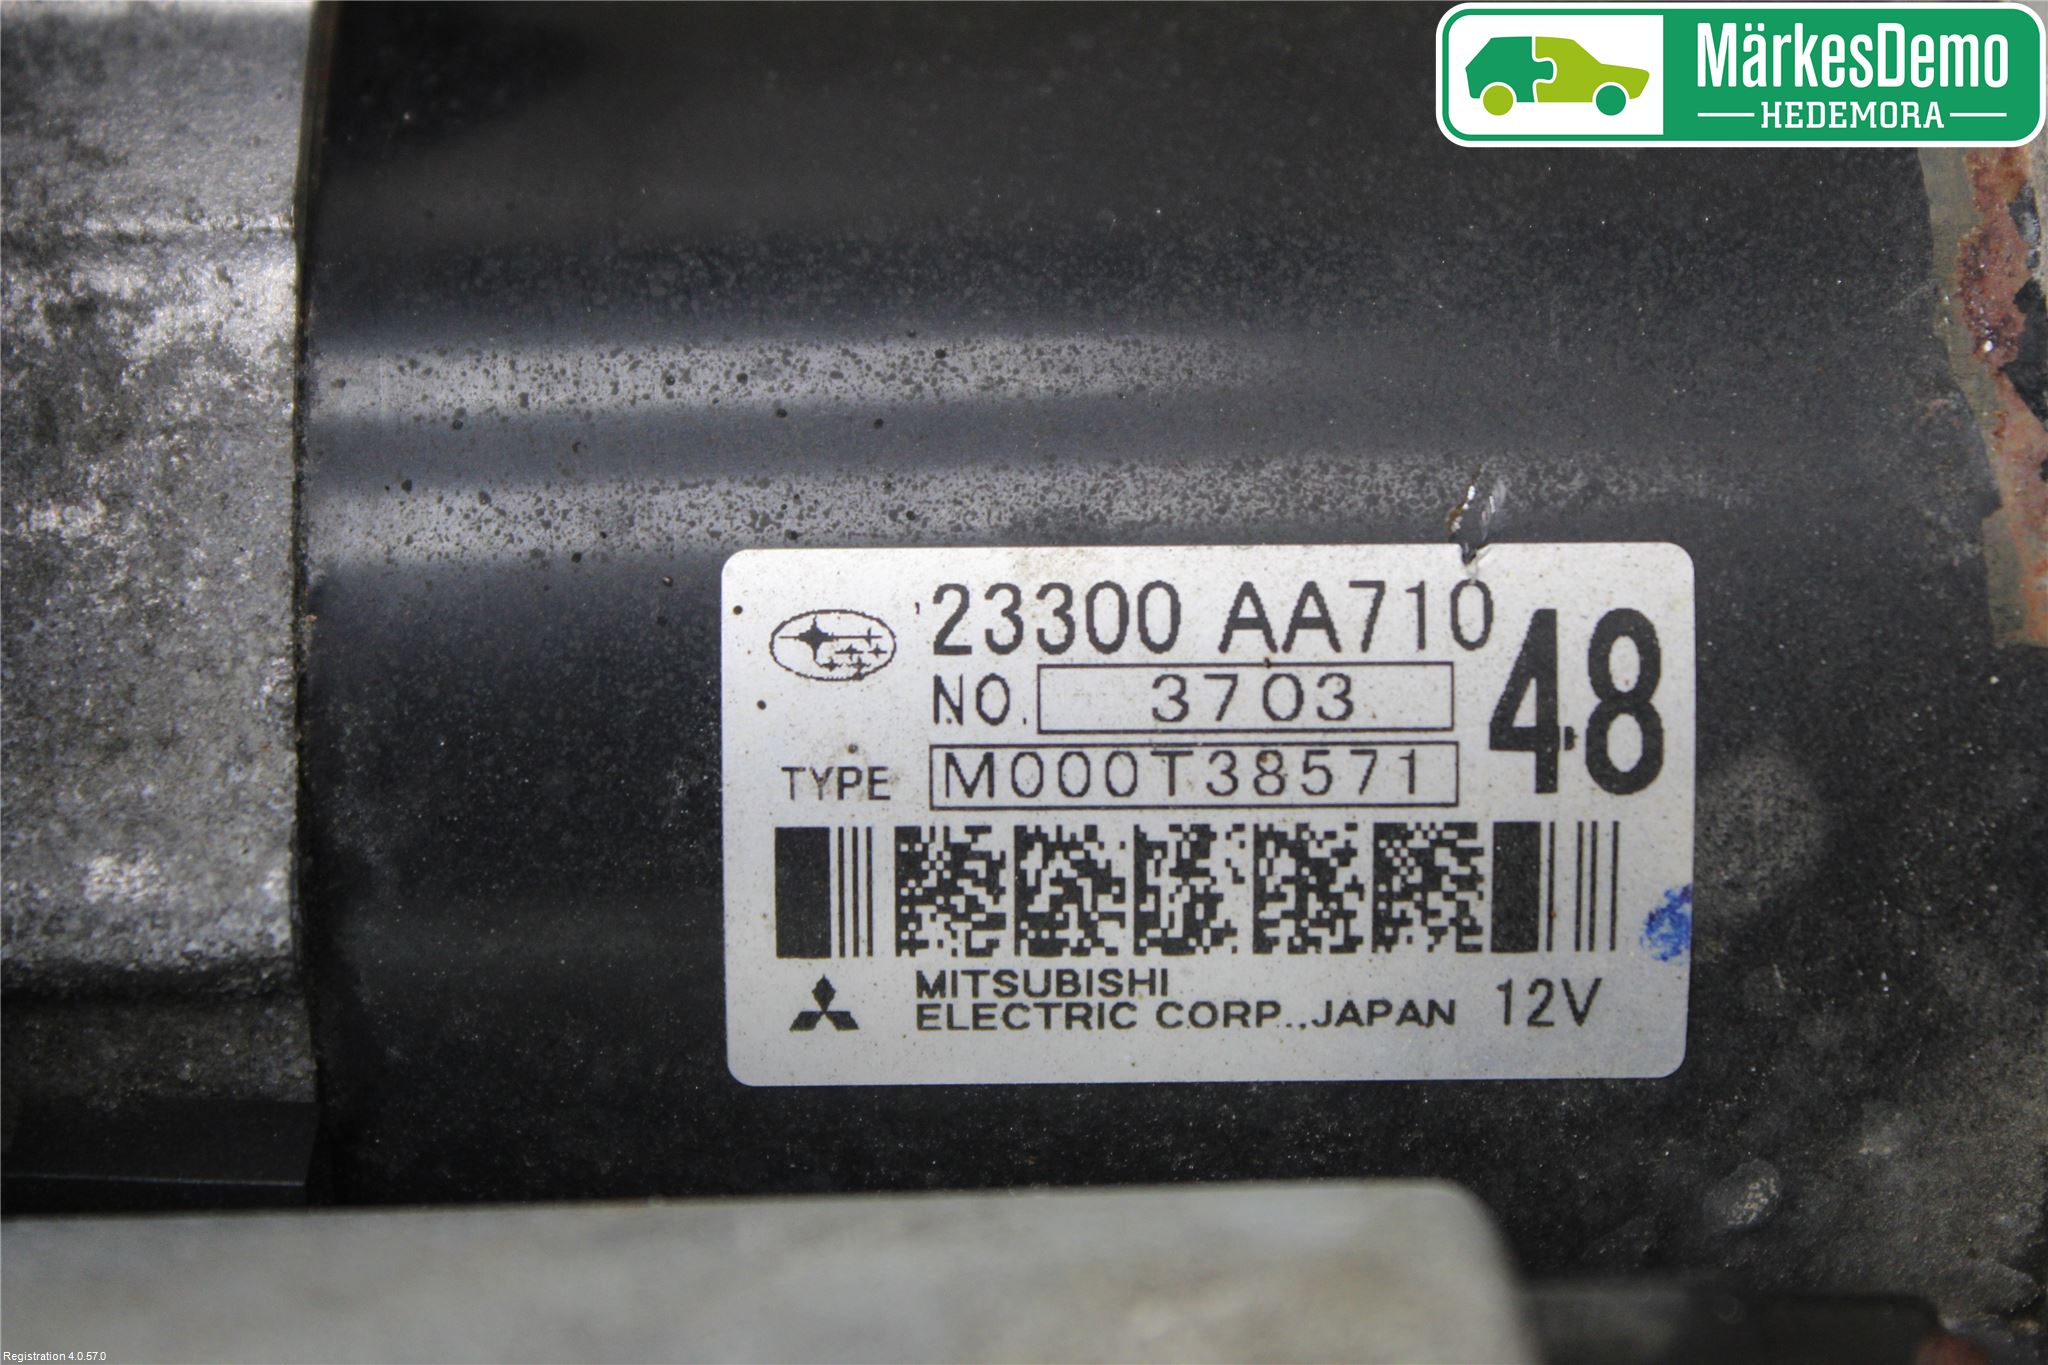 MärkesDemo
HEDEMORA
23300 AA710
48
NO. 3703
TYPE M000T38571
MITSUBISHI
ELECTRIC CORP.,JAPAN 12V
Registration 4.0.57.0